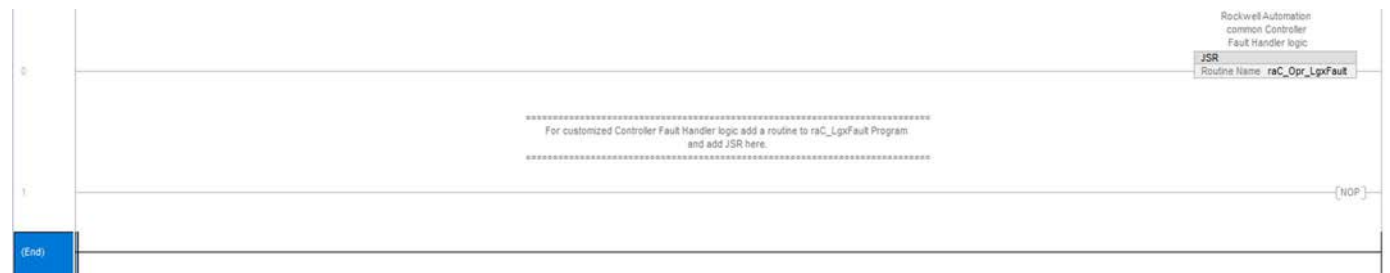 Rockwell Automation
common Controller
Fault Handler logic
JSR
0
Routine Name raC_Opr_LgxFault
==========================================================================
For customized Controller Fault Handler logic add a routine to raC_LgxFault Program
and add JSR here.
==========================================================================
1
NOP
(End)